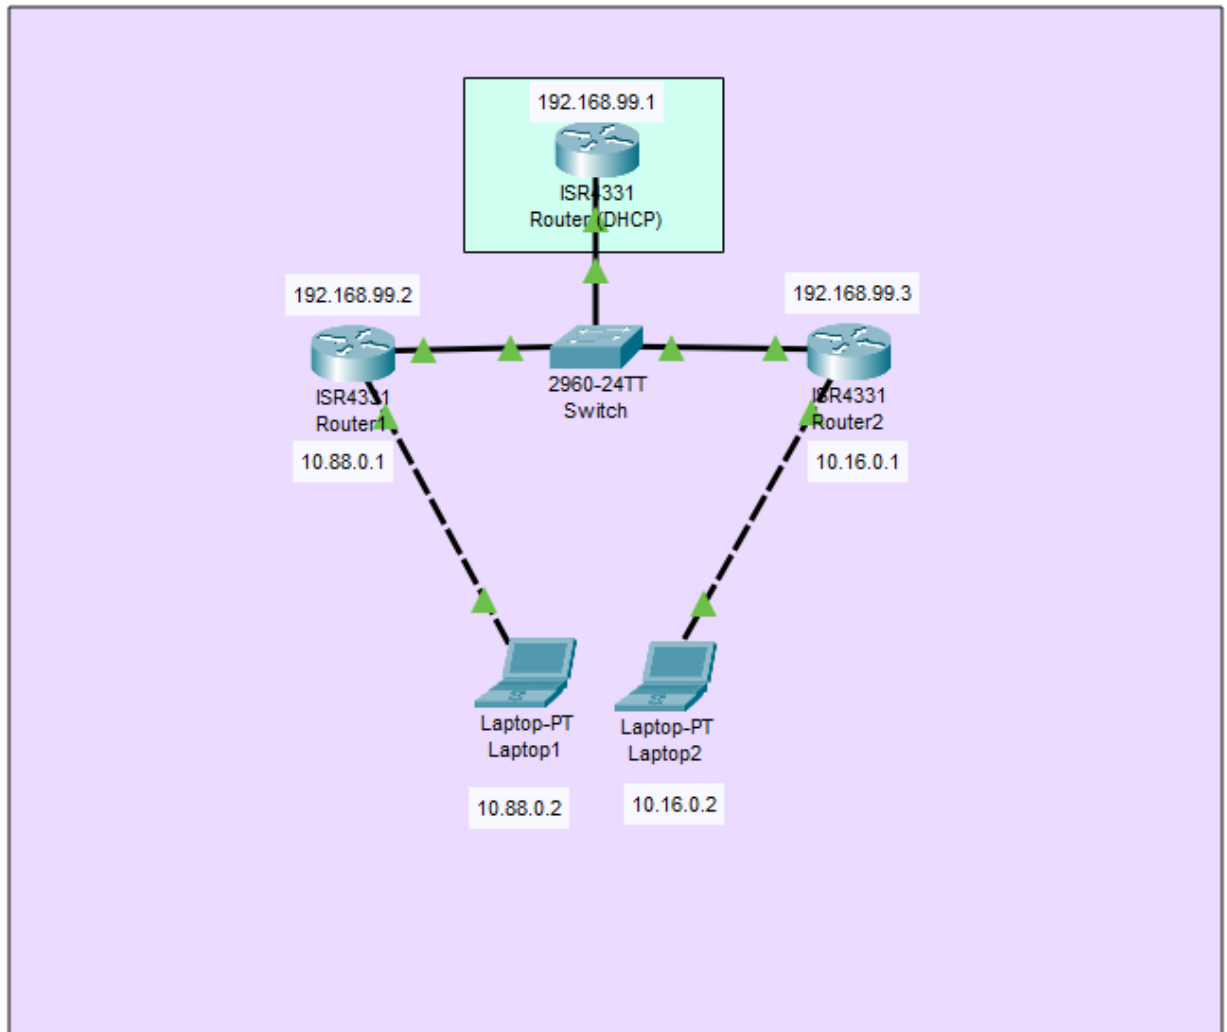 192.168.99.1
ISR4331
Router (DHCP)
192.168.99.2
192.168.99.3
ISR4331
Router1
2960-24TT
Switch
ISR4331
Router2
10.88.0.1
10.16.0.1
Laptop-PT
Laptop1
Laptop-PT
Laptop2
10.88.0.2
10.16.0.2